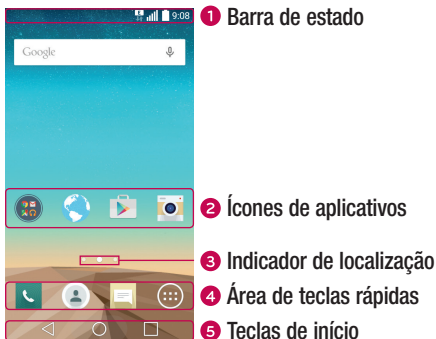 9:08
1 Barra de estado
Google
2 Ícones de aplicativos
3 Indicador de localização
4 Área de teclas rápidas
5 Teclas de início